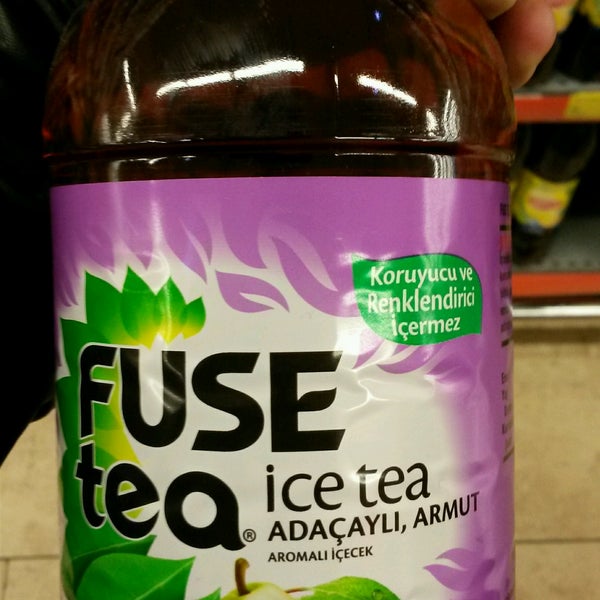 Koruyucu ve
Renklendirici
İçermez
FUSE
tea®
ice tea
ADAÇAYLI, ARMUT
AROMALI İÇECEK